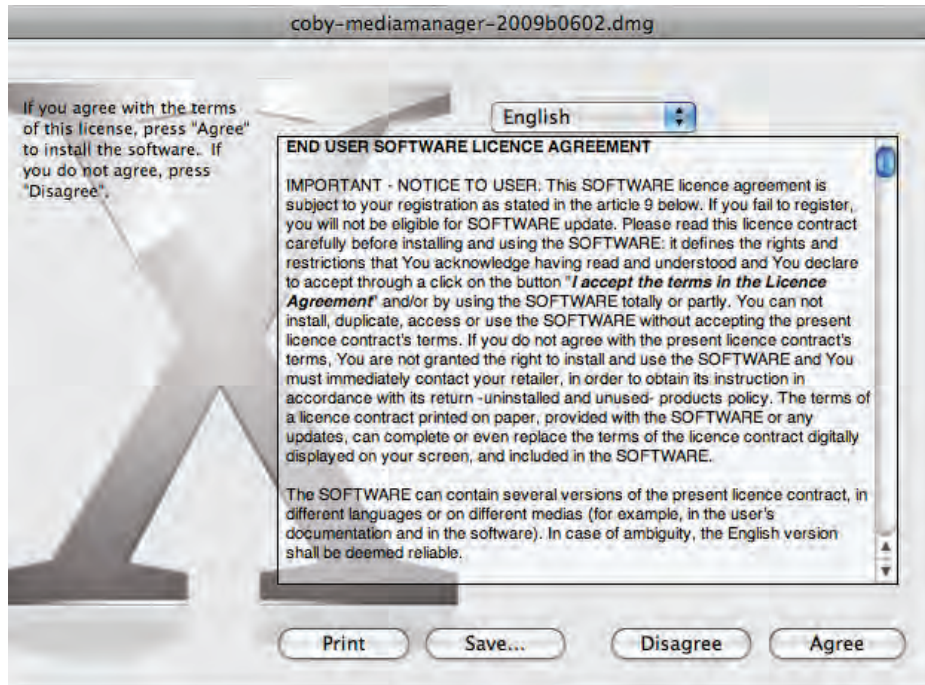 coby-mediamanager-2009b0602.dmg
If you agree with the terms
of this license, press "Agree"
to install the software. If
you do not agree, press
"Disagree".
English
END USER SOFTWARE LICENCE AGREEMENT
IMPORTANT - NOTICE TO USER: This SOFTWARE licence agreement is
subject to your registration as stated in the article 9 below. If you fail to register,
you will not be eligible for SOFTWARE update. Please read this licence contract
carefully before installing and using the SOFTWARE: it defines the rights and
restrictions that You acknowledge having read and understood and You declare
to accept through a click on the button "I accept the terms in the Licence
Agreement" and/or by using the SOFTWARE totally or partly. You can not
install, duplicate, access or use the SOFTWARE without accepting the present
licence contract's terms. If you do not agree with the present licence contract's
terms, You are not granted the right to install and use the SOFTWARE and You
must immediately contact your retailer, in order to obtain its instruction in
accordance with its return -uninstalled and unused- products policy. The terms of
a licence contract printed on paper, provided with the SOFTWARE or any
updates, can complete or even replace the terms of the licence contract digitally
displayed on your screen, and included in the SOFTWARE.
The SOFTWARE can contain several versions of the present licence contract, in
different languages or on different medias (for example, in the user's
documentation and in the software). In case of ambiguity, the English version
shall be deemed reliable.
Print Save... Disagree Agree